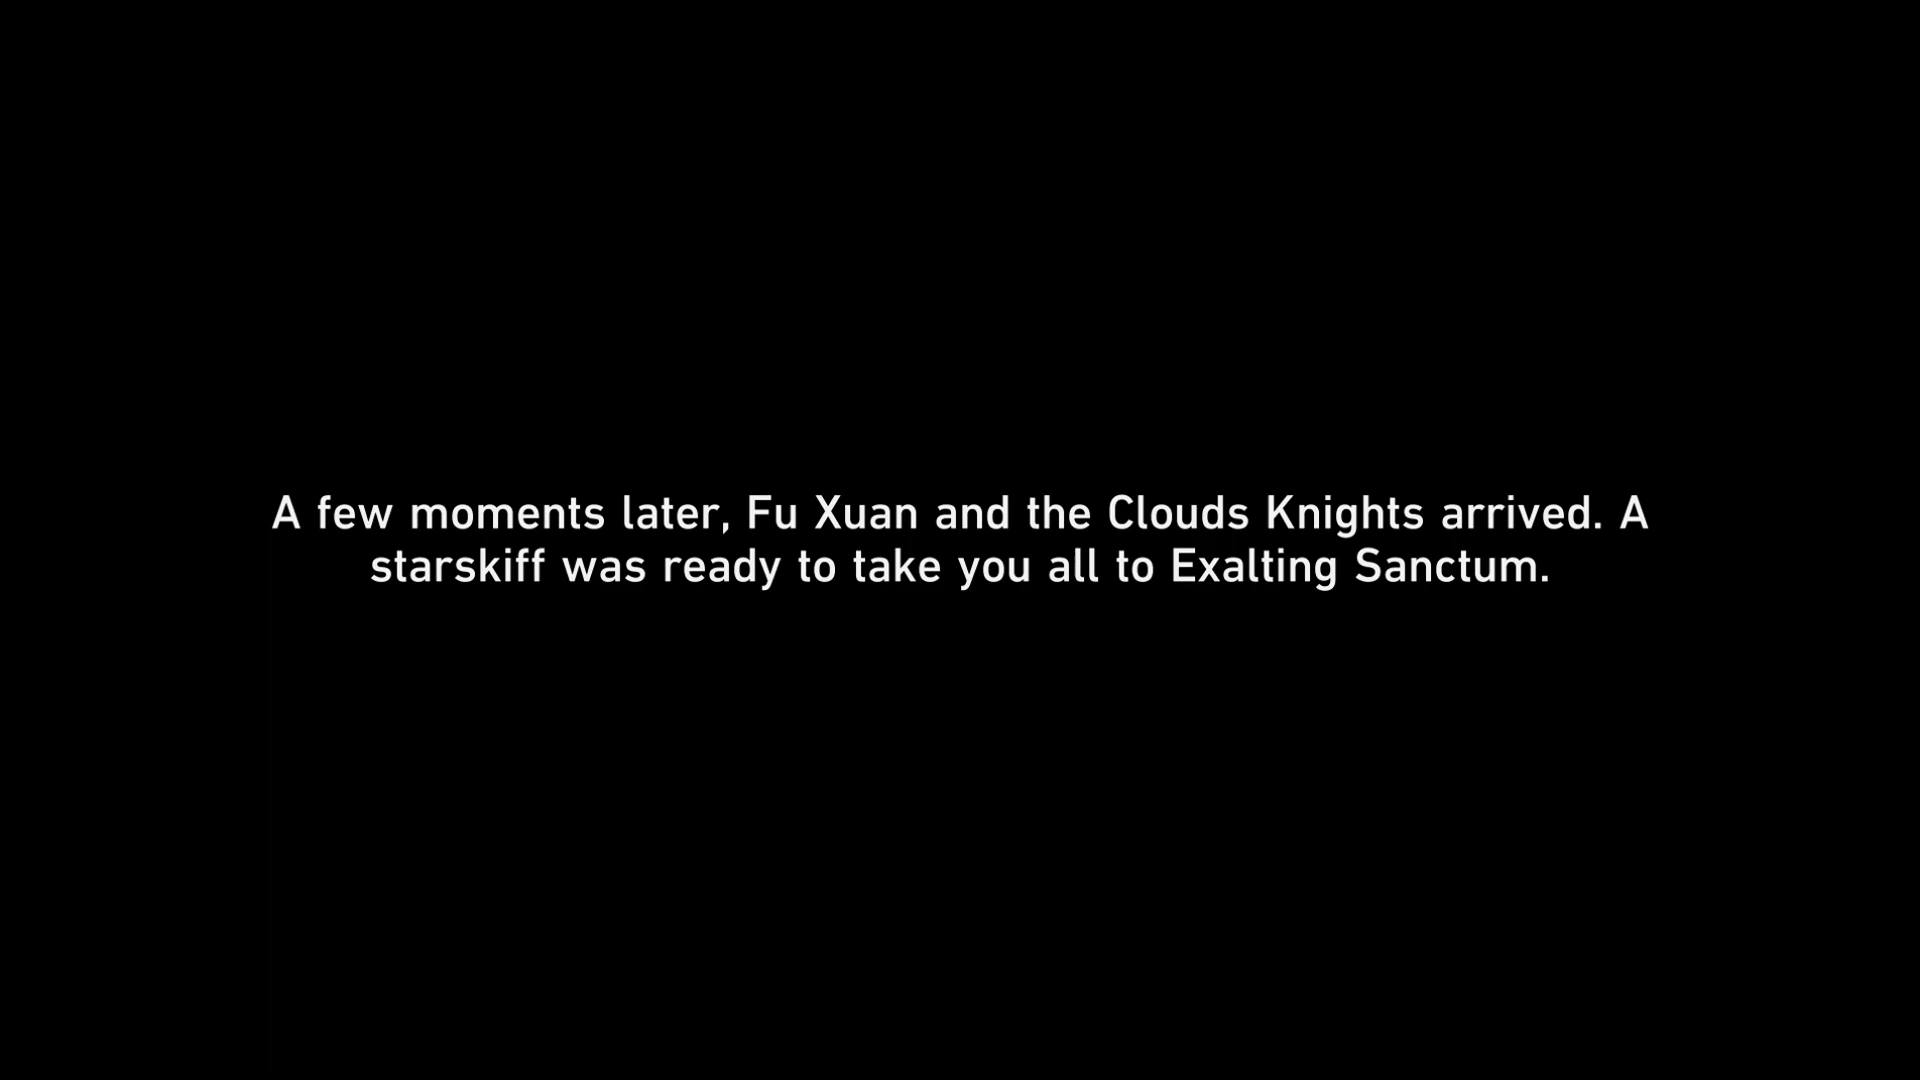 A few moments later, Fu Xuan and the Clouds Knights arrived. A
starskiff was ready to take you all to Exalting Sanctum.